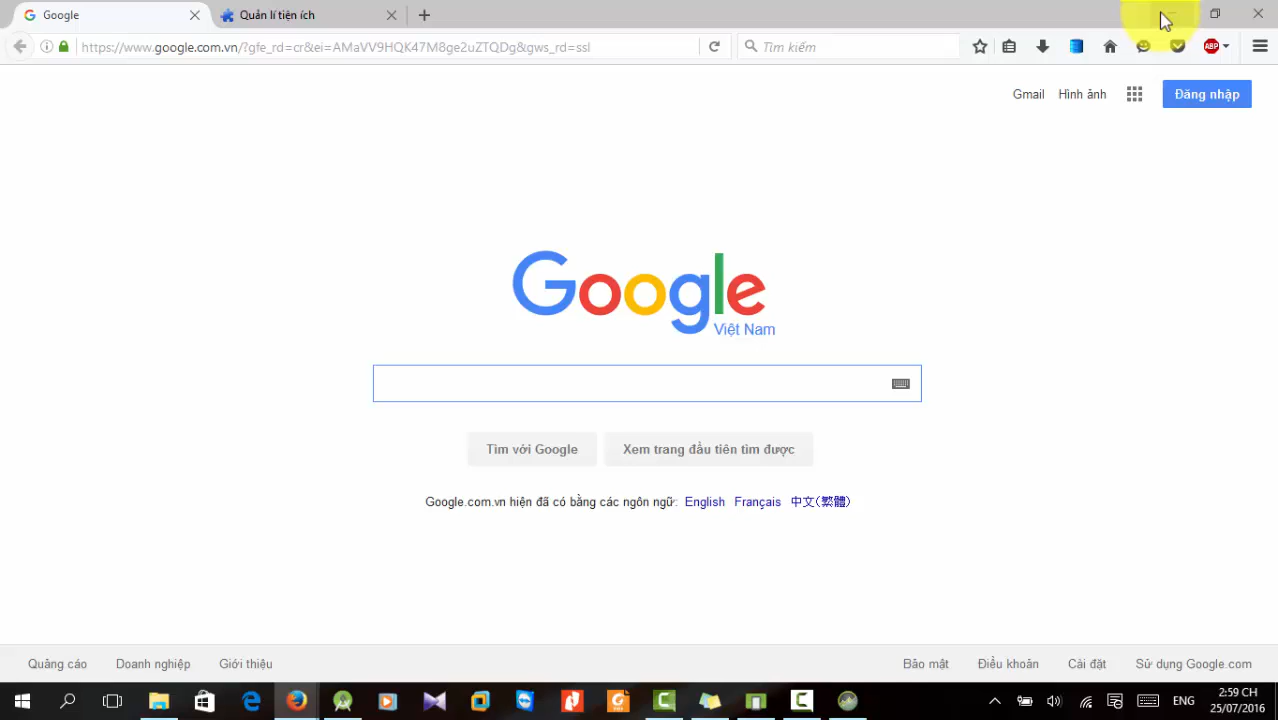 Google
Quản lí tiện ích
https://www.google.com.vn/?gfe_rd=cr&ei=AMaVV9HQK47M8ge2uZTQDg&gws_rd=ssl
Tìm kiếm
ABP
Gmail
Hình ảnh
Đăng nhập
Google
Việt Nam
Tìm với Google
Xem trang đầu tiên tìm được
Google.com.vn hiện đã có bằng các ngôn ngữ: English Français 中文(繁體)
Quảng cáo
Doanh nghiệp
Giới thiệu
Bảo mật
Điều khoản
Cài đặt
Sử dụng Google.com
ENG
2:59 CH
25/07/2016